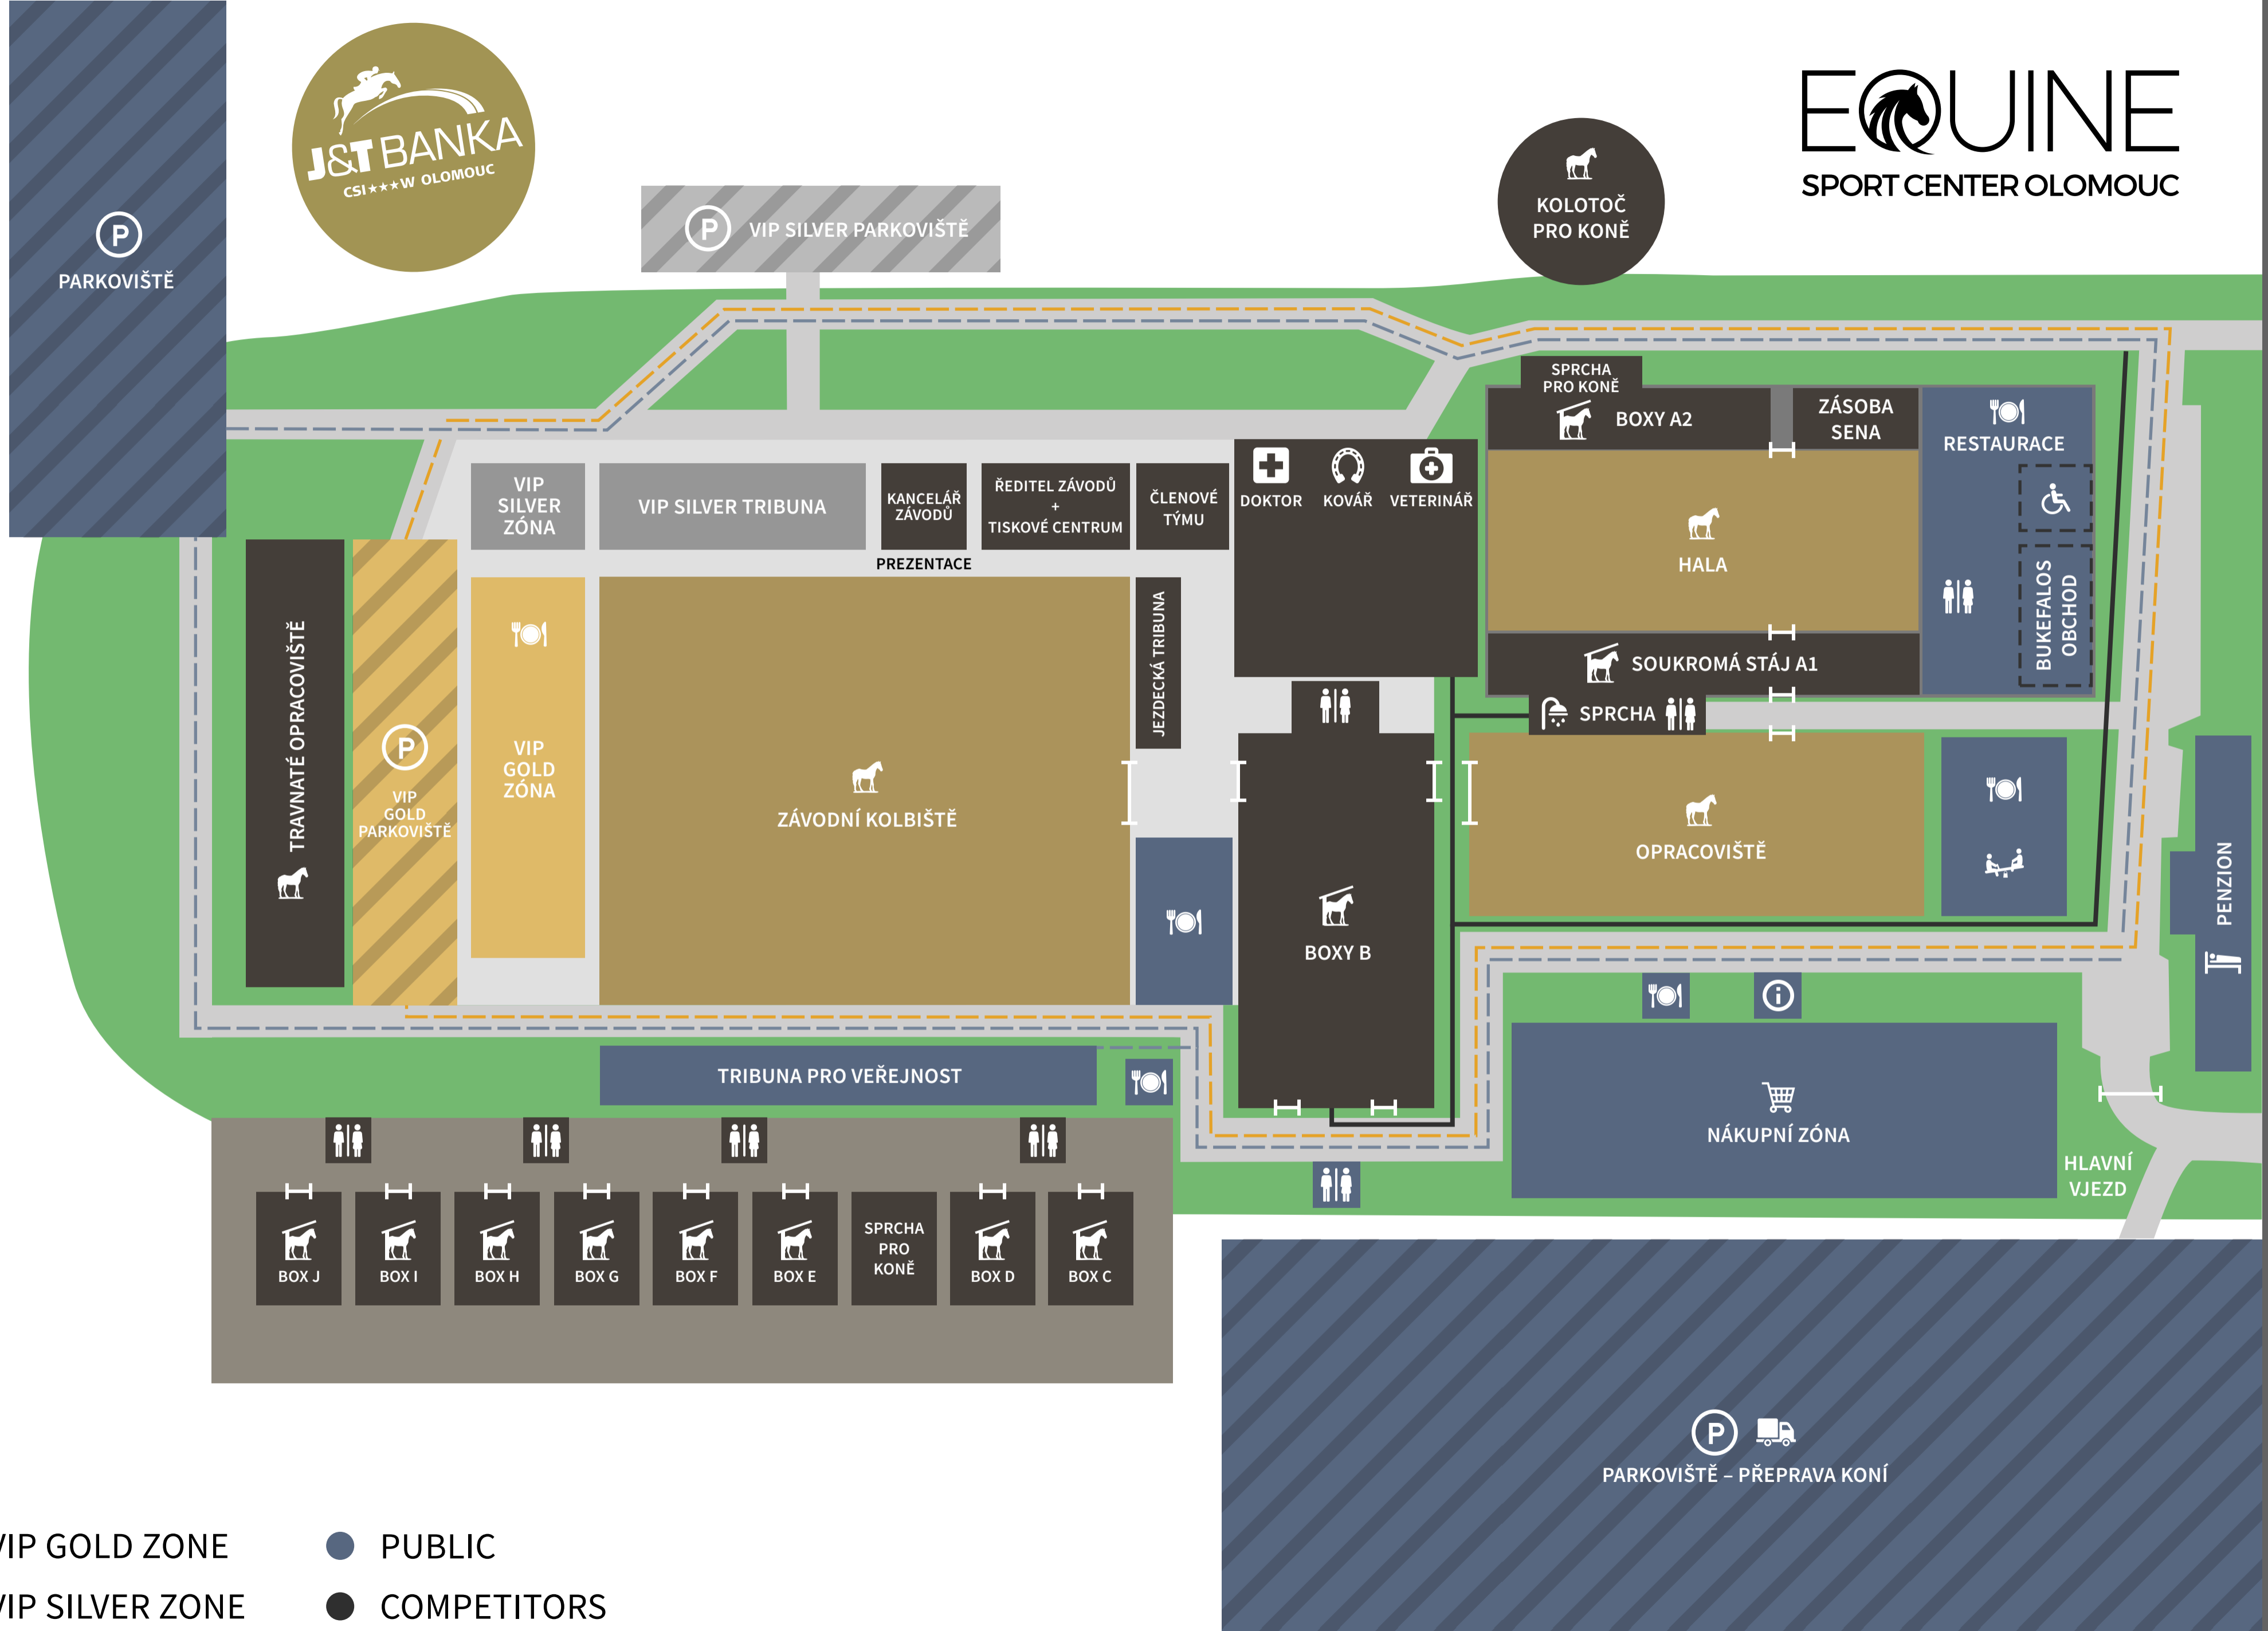 J&T BANKA
CSI★★★W OLOMOUC
EQUINE
SPORT CENTER OLOMOUC
KOLOTOČ
PRO KONĚ
P
PARKOVIŠTĚ
P VIP SILVER PARKOVIŠTĚ
SPRCHA
PRO KONĚ
BOXY A2
ZÁSOBA
SENA
RESTAURACE
VIP
SILVER
ZÓNA
VIP SILVER TRIBUNA
KANCELÁŘ
ZÁVODŮ
ŘEDITEL ZÁVODŮ
+
TISKOVÉ CENTRUM
ČLENOVÉ
TÝMU
DOKTOR
KOVÁŘ
VETERINÁŘ
PREZENTACE
HALA
BUKEFALOS
OBCHOD
SOUKROMÁ STÁJ A1
SPRCHA
TRAVNATÉ OPRACOVIŠTĚ
P
VIP
GOLD
PARKOVIŠTĚ
VIP
GOLD
ZÓNA
ZÁVODNÍ KOLBIŠTĚ
JEZDECKÁ TRIBUNA
BOXY B
OPRACOVIŠTĚ
PENZION
i
TRIBUNA PRO VEŘEJNOST
NÁKUPNÍ ZÓNA
HLAVNÍ
VJEZD
BOX J
BOX I
BOX H
BOX G
BOX F
BOX E
SPRCHA
PRO
KONĚ
BOX D
BOX C
P
PARKOVIŠTĚ – PŘEPRAVA KONÍ
VIP GOLD ZONE
PUBLIC
VIP SILVER ZONE
COMPETITORS